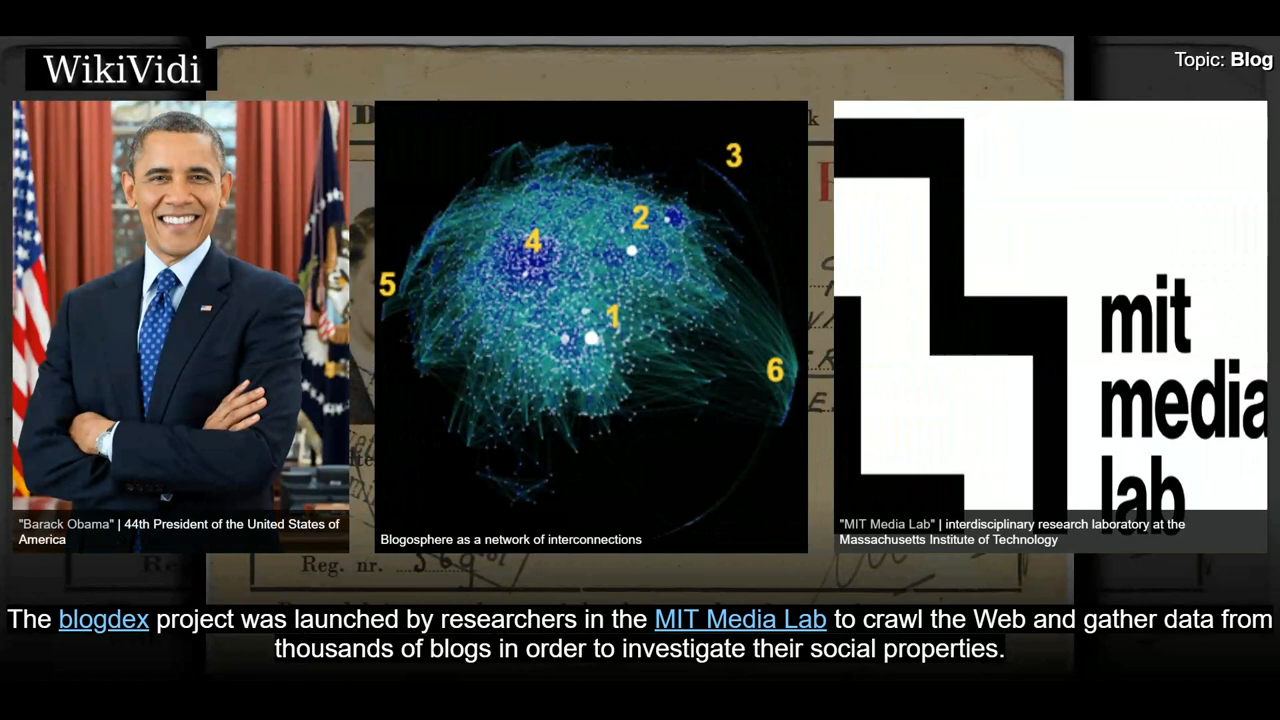 WikiVidi
Topic: Blog
3
2
4
5
1
6
mit
media
lab
"Barack Obama" | 44th President of the United States of
America
Blogosphere as a network of interconnections
"MIT Media Lab" | interdisciplinary research laboratory at the
Massachusetts Institute of Technology
Reg. nr.
The blogdex project was launched by researchers in the MIT Media Lab to crawl the Web and gather data from
thousands of blogs in order to investigate their social properties.